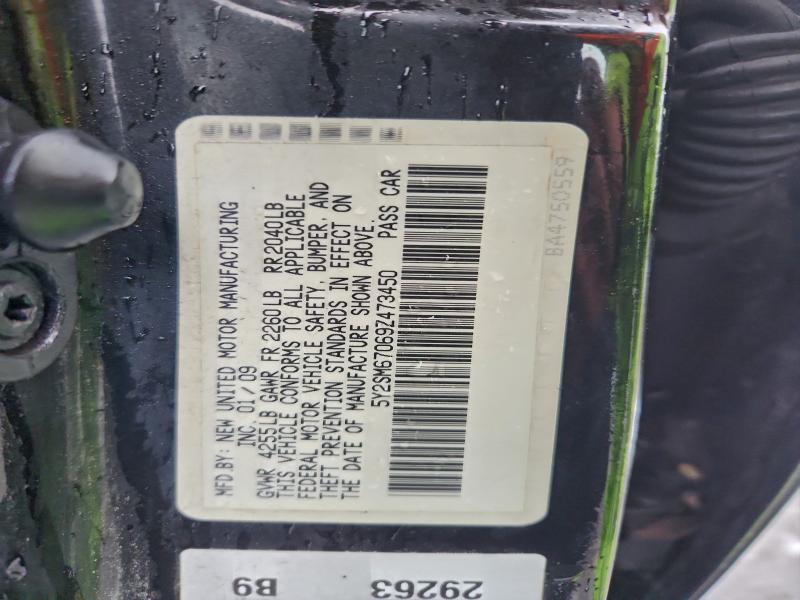 MFD.BY: NEW UNITED MOTOR MANUFACTURING
INC. 01/09
GVWR 4255LB GAWR FR 2260LB RR2040LB
THIS VEHICLE CONFORMS TO ALL APPLICABLE
FEDERAL MOTOR VEHICLE SAFETY, BUMPER, AND
THEFT PREVENTION STANDARDS IN EFFECT ON
THE DATE OF MANUFACTURE SHOWN ABOVE.
5Y2SM67069Z473450 PASS CAR
BA4750559
B9
29263